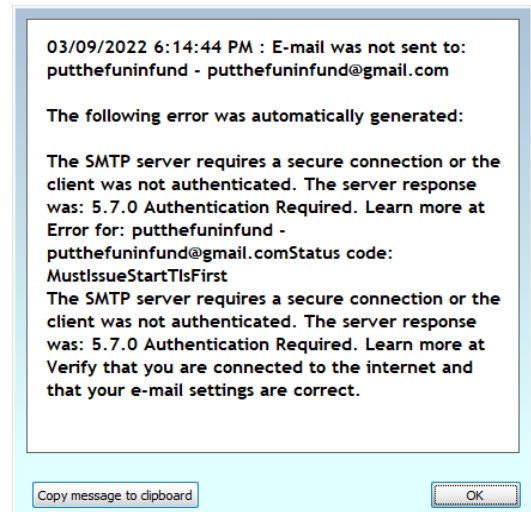 03/09/2022 6:14:44 PM : E-mail was not sent to:
putthefuninfund - putthefuninfund@gmail.com
The following error was automatically generated:
The SMTP server requires a secure connection or the
client was not authenticated. The server response
was: 5.7.0 Authentication Required. Learn more at
Error for: putthefuninfund -
putthefuninfund@gmail.comStatus code:
MustIssueStartTlsFirst
The SMTP server requires a secure connection or the
client was not authenticated. The server response
was: 5.7.0 Authentication Required. Learn more at
Verify that you are connected to the internet and
that your e-mail settings are correct.
Copy message to clipboard
OK